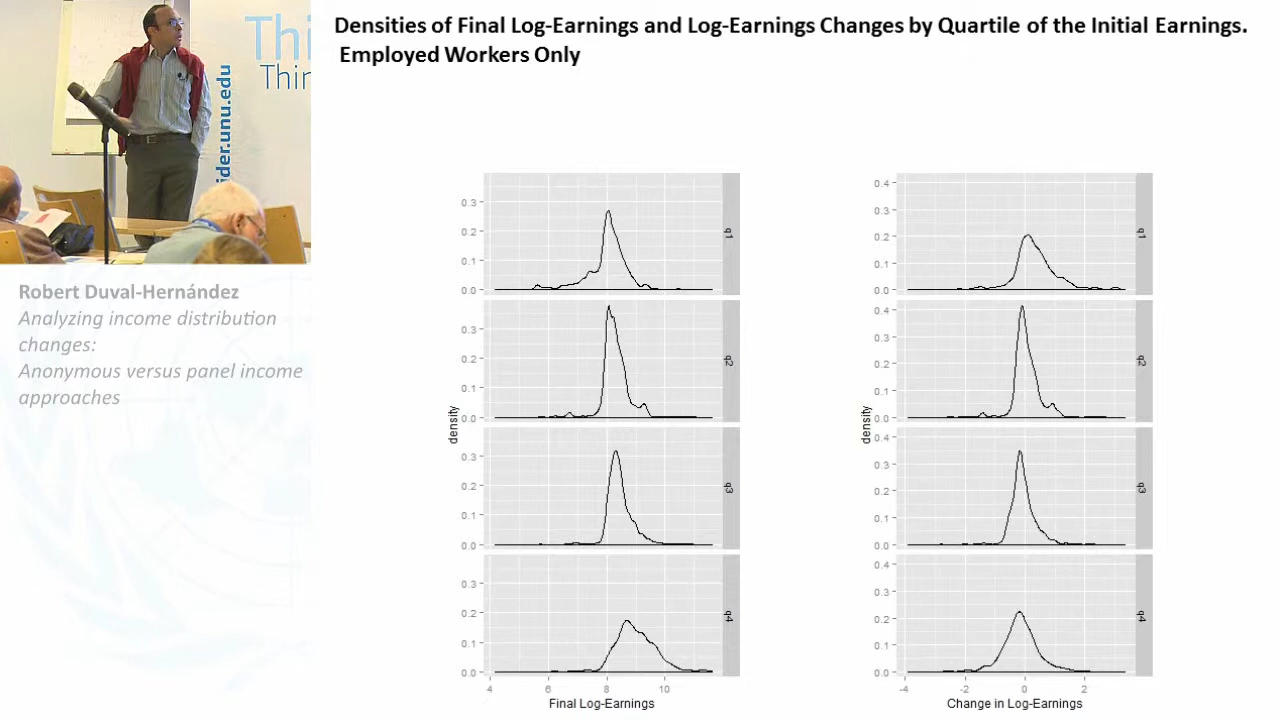 Thi
Thin
ider.unu.edu
Densities of Final Log-Earnings and Log-Earnings Changes by Quartile of the Initial Earnings.
Employed Workers Only
Robert Duval-Hernández
Analyzing income distribution
changes:
Anonymous versus panel income
approaches
density
0.3
0.2
0.1
0.0
q1
0.3
0.2
0.1
0.0
q2
0.3
0.2
0.1
0.0
q3
0.3
0.2
0.1
0.0
q4
4 6 8 10
Final Log-Earnings
density
0.4
0.3
0.2
0.1
0.0
q1
0.4
0.3
0.2
0.1
0.0
q2
0.4
0.3
0.2
0.1
0.0
q3
0.4
0.3
0.2
0.1
0.0
q4
-4 -2 0 2
Change in Log-Earnings